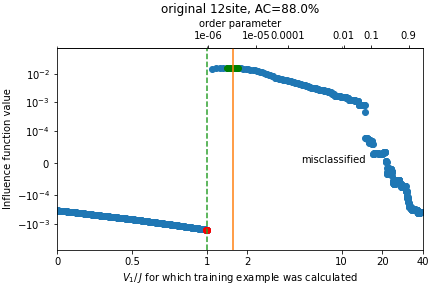 original 12site, AC=88.0%
order parameter
1e-06 1e-05 0.0001 0.01 0.1 0.9
10⁻²
10⁻³
10⁻⁴
0
−10⁻⁴
−10⁻³
Influence function value
misclassified
0 0.5 1 2 10 20 40
V₁/J for which training example was calculated